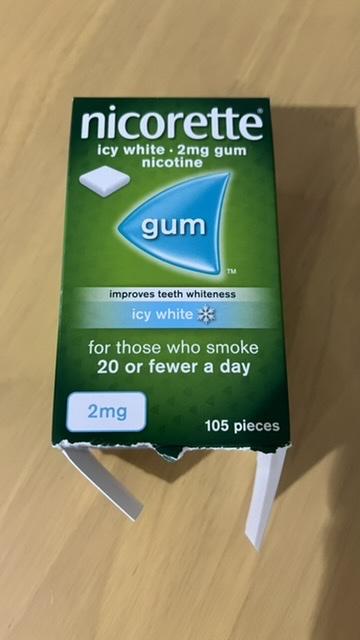 nicorette®
icy white · 2mg gum
nicotine
gum
™
improves teeth whiteness
icy white
for those who smoke
20 or fewer a day
2mg
105 pieces